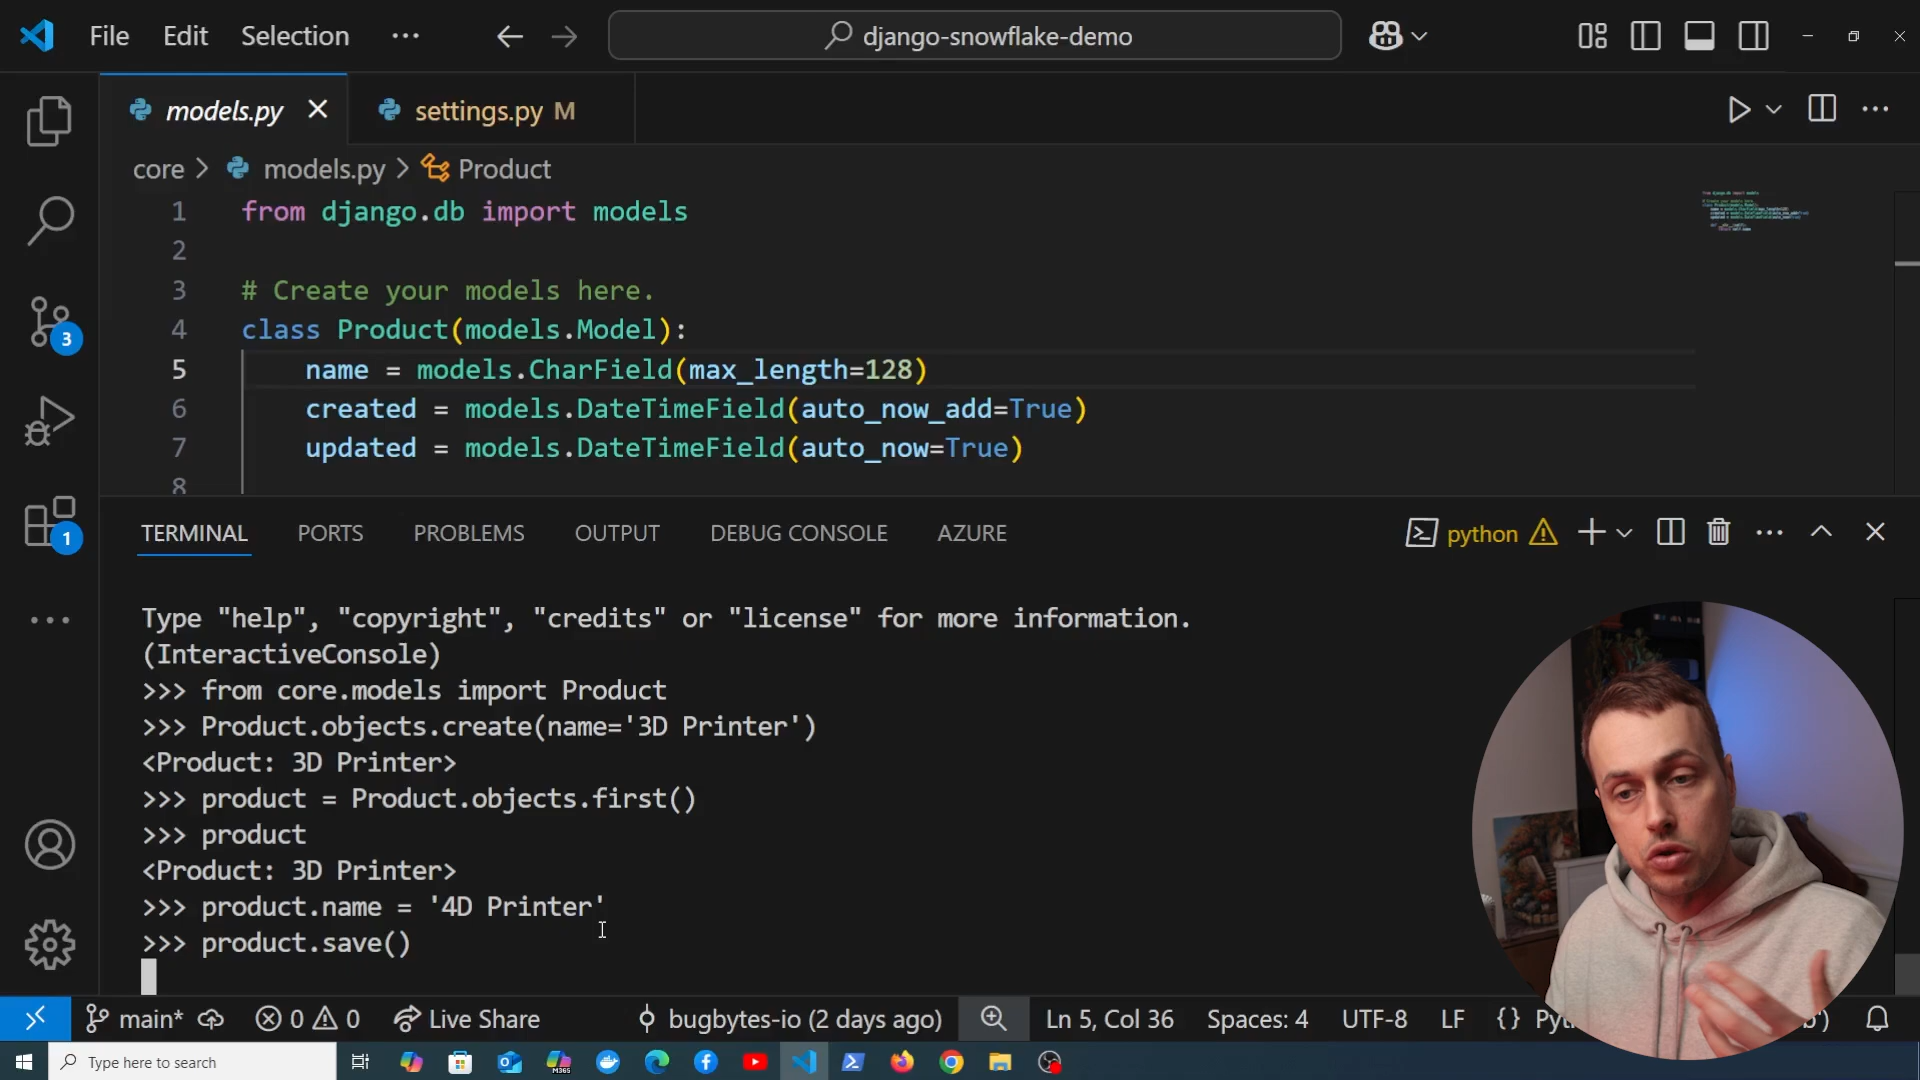 File Edit Selection ··· django-snowflake-demo
models.py settings.py M
core > models.py > Product
1 from django.db import models
2
3 # Create your models here.
4 class Product(models.Model):
5 name = models.CharField(max_length=128)
6 created = models.DateTimeField(auto_now_add=True)
7 updated = models.DateTimeField(auto_now=True)
8
3
1
TERMINAL PORTS PROBLEMS OUTPUT DEBUG CONSOLE AZURE python
Type "help", "copyright", "credits" or "license" for more information.
(InteractiveConsole)
>>> from core.models import Product
>>> Product.objects.create(name='3D Printer')
<Product: 3D Printer>
>>> product = Product.objects.first()
>>> product
<Product: 3D Printer>
>>> product.name = '4D Printer'
>>> product.save()
main* 0 0 Live Share bugbytes-io (2 days ago) Ln 5, Col 36 Spaces: 4 UTF-8 LF {}
Type here to search